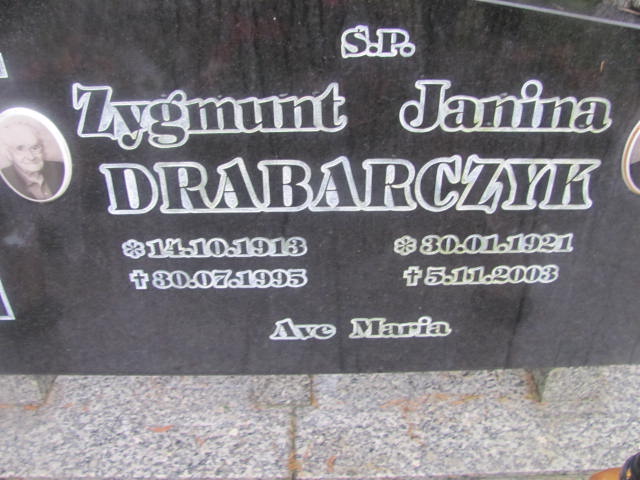 Ś.P.
Zygmunt Janina
DRABARCZYK
*14.10.1913 *30.01.1921
†30.07.1995 †5.11.2003
Ave Maria